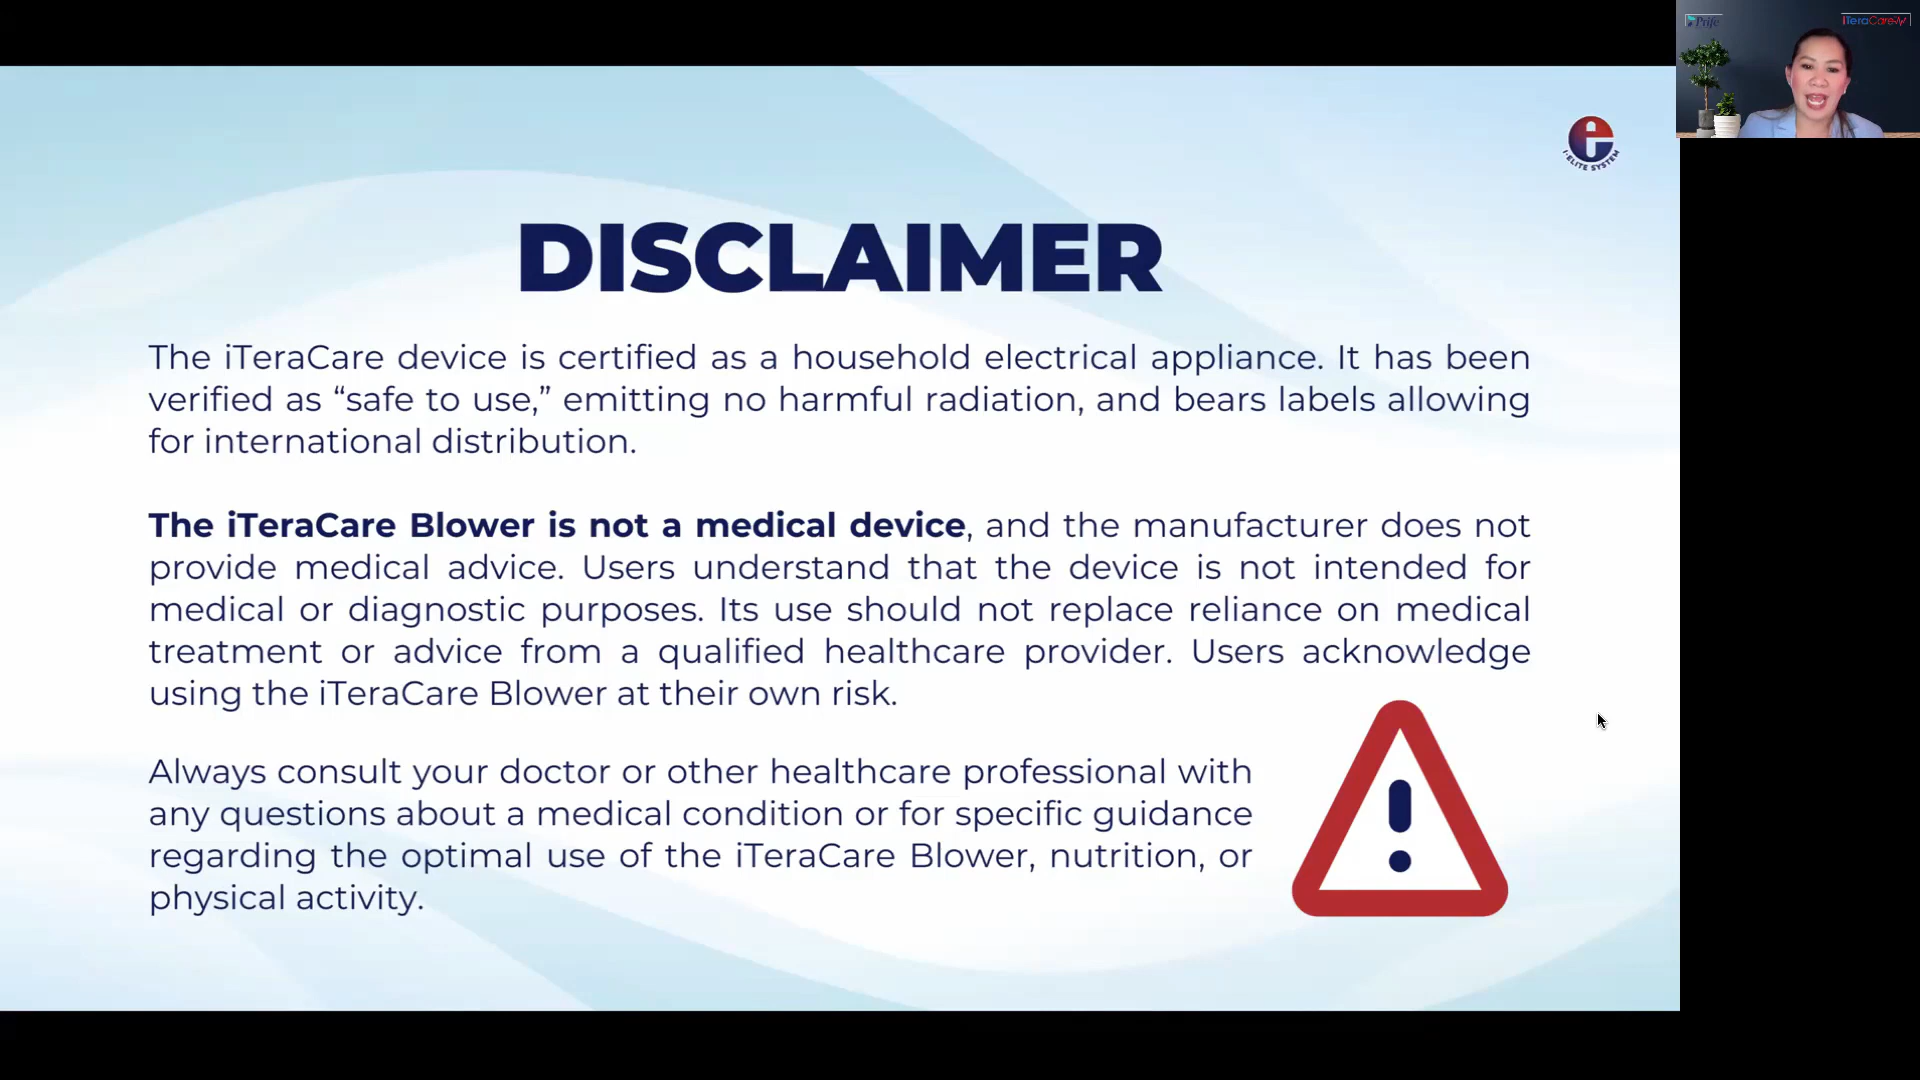 Prife
iTeraCare
i-ELITE SYSTEM
DISCLAIMER
The iTeraCare device is certified as a household electrical appliance. It has been
verified as “safe to use,” emitting no harmful radiation, and bears labels allowing
for international distribution.
The iTeraCare Blower is not a medical device, and the manufacturer does not
provide medical advice. Users understand that the device is not intended for
medical or diagnostic purposes. Its use should not replace reliance on medical
treatment or advice from a qualified healthcare provider. Users acknowledge
using the iTeraCare Blower at their own risk.
Always consult your doctor or other healthcare professional with
any questions about a medical condition or for specific guidance
regarding the optimal use of the iTeraCare Blower, nutrition, or
physical activity.